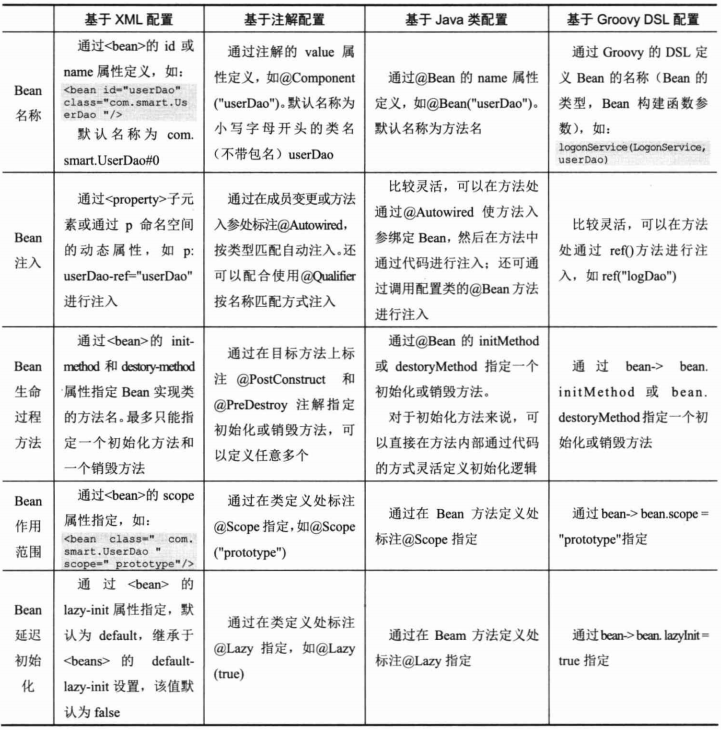 基于 XML 配置
基于注解配置
基于 Java 类配置
基于 Groovy DSL 配置
Bean
名称
通过<bean>的 id 或
name 属性定义，如：
<bean id="userDao"
class="com.smart.Us
erDao "/>
默认名称为 com.
smart.UserDao#0
通过注解的 value 属
性定义，如@Component
("userDao")。默认名称为
小写字母开头的类名
（不带包名）userDao
通过@Bean 的 name 属性
定义，如@Bean("userDao")。
默认名称为方法名
通过 Groovy 的 DSL 定
义 Bean 的名称（Bean 的
类型，Bean 构建函数参
数），如：
logonService(LogonService,
userDao)
Bean
注入
通过<property>子元
素或通过 p 命名空间
的动态属性，如 p:
userDao-ref="userDao"
进行注入
通过在成员变更或方法
入参处标注@Autowired，
按类型匹配自动注入。还
可以配合使用@Qualifier
按名称匹配方式注入
比较灵活，可以在方法处
通过@Autowired 使方法入
参绑定 Bean，然后在方法中
通过代码进行注入；还可通
过调用配置类的@Bean 方法
进行注入
比较灵活，可以在方法
处通过 ref()方法进行注
入，如 ref("logDao")
Bean
生命
过程
方法
通过<bean>的 init-
method 和 destory-method
属性指定 Bean 实现类
的方法名。最多只能指
定一个初始化方法和
一个销毁方法
通过在目标方法上标
注 @PostConstruct 和
@PreDestroy 注解指定
初始化或销毁方法，可
以定义任意多个
通过@Bean 的 initMethod
或 destoryMethod 指定一个
初始化或销毁方法。
对于初始化方法来说，可
以直接在方法内部通过代码
的方式灵活定义初始化逻辑
通过 bean-> bean.
initMethod 或 bean.
destoryMethod 指定一个初
始化或销毁方法
Bean
作用
范围
通过<bean>的 scope
属性指定，如：
<bean class=" com.
smart.UserDao "
scope=" prototype"/>
通过在类定义处标注
@Scope 指定，如@Scope
("prototype")
通过在 Bean 方法定义处
标注@Scope 指定
通过 bean-> bean.scope =
"prototype"指定
Bean
延迟
初始
化
通过 <bean> 的
lazy-init 属性指定，默
认为 default，继承于
<beans> 的 default-
lazy-init 设置，该值默
认为 false
通过在类定义处标注
@Lazy 指定，如@Lazy
(true)
通过在 Beam 方法定义处
标注@Lazy 指定
通过 bean-> bean. lazyInit =
true 指定